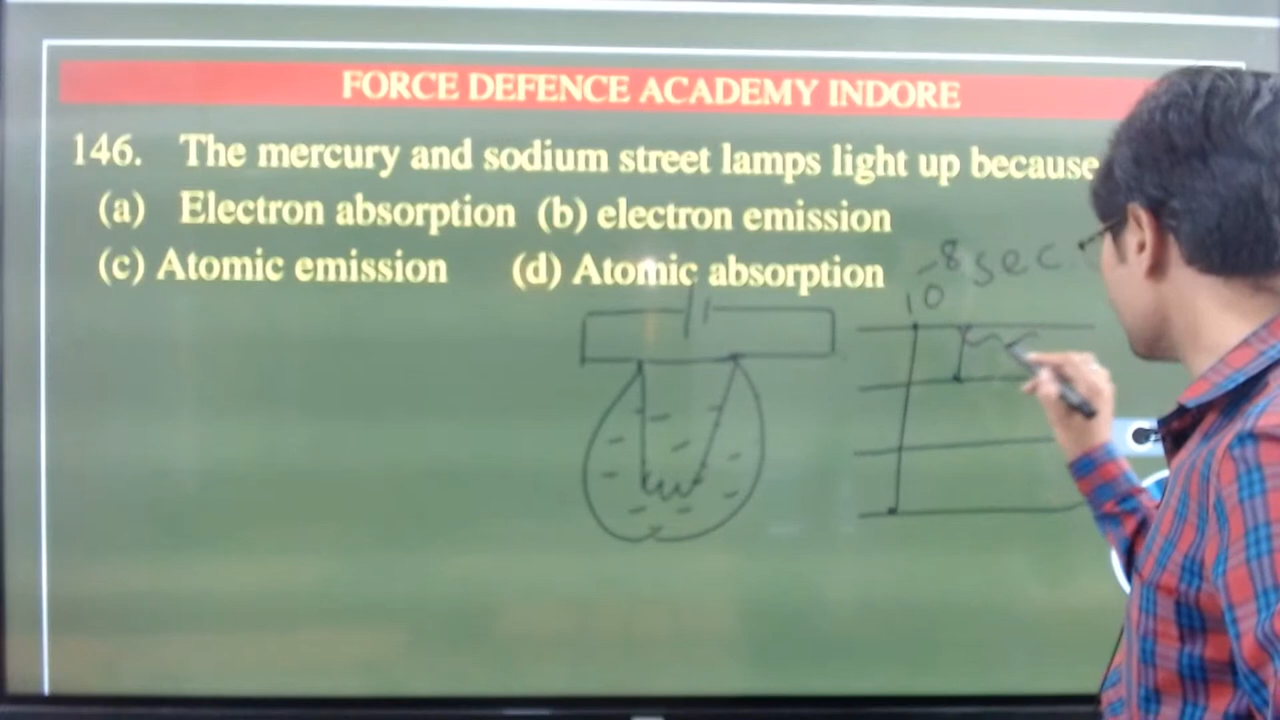 FORCE DEFENCE ACADEMY INDORE
146. The mercury and sodium street lamps light up because
(a) Electron absorption (b) electron emission
(c) Atomic emission (d) Atomic absorption
10⁻⁸ sec